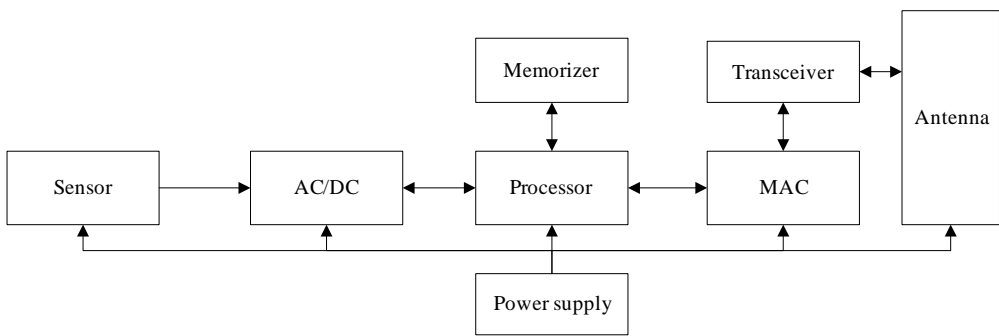 Memorizer
Transceiver
Antenna
Sensor
AC/DC
Processor
MAC
Power supply